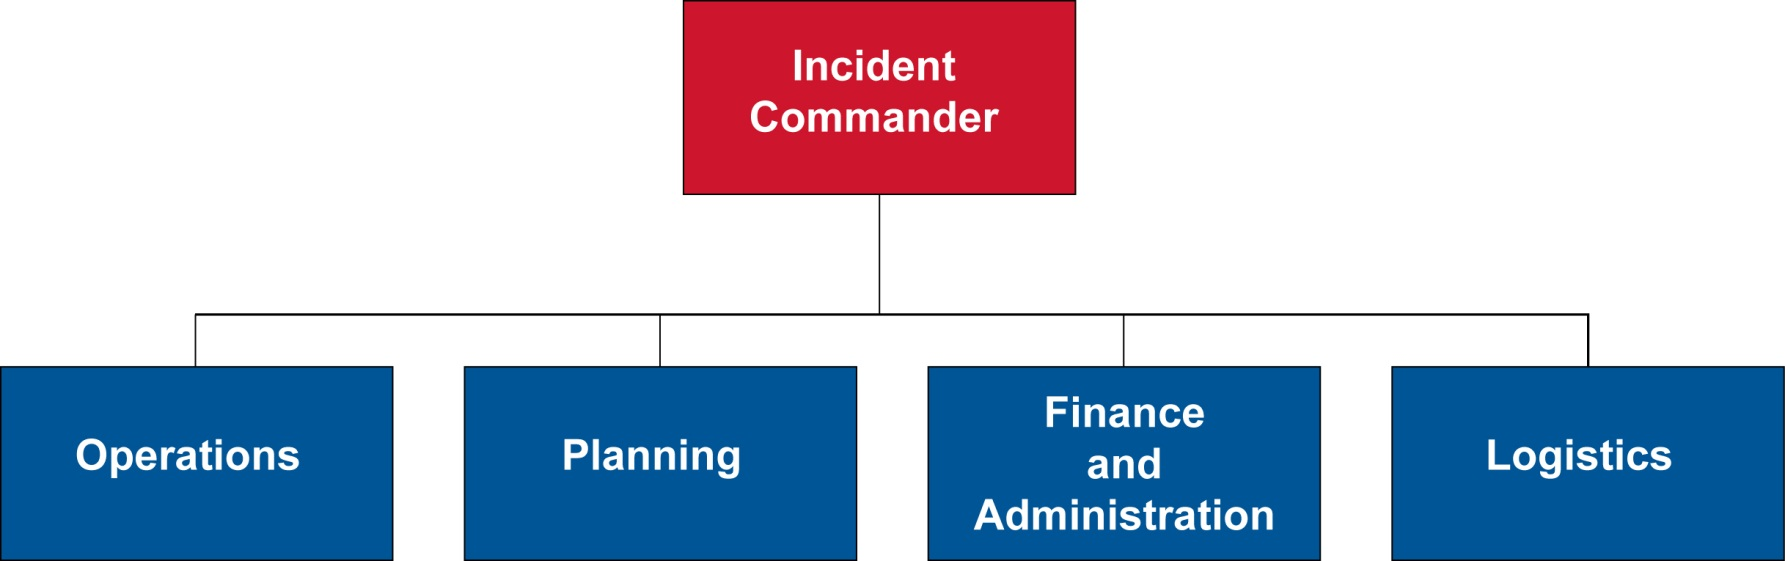 Incident
Commander
Operations
Planning
Finance
and
Administration
Logistics